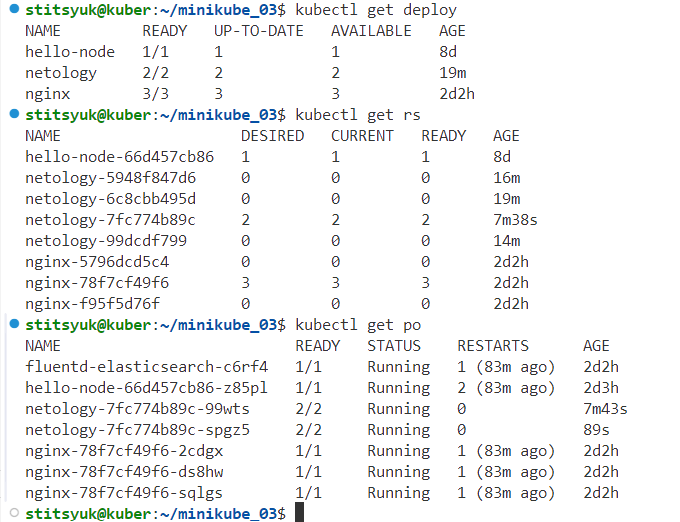 stitsyuk@kuber:~/minikube_03$ kubectl get deploy
NAME READY UP-TO-DATE AVAILABLE AGE
hello-node 1/1 1 1 8d
netology 2/2 2 2 19m
nginx 3/3 3 3 2d2h
stitsyuk@kuber:~/minikube_03$ kubectl get rs
NAME DESIRED CURRENT READY AGE
hello-node-66d457cb86 1 1 1 8d
netology-5948f847d6 0 0 0 16m
netology-6c8cbb495d 0 0 0 19m
netology-7fc774b89c 2 2 2 7m38s
netology-99dcdf799 0 0 0 14m
nginx-5796dcd5c4 0 0 0 2d2h
nginx-78f7cf49f6 3 3 3 2d2h
nginx-f95f5d76f 0 0 0 2d2h
stitsyuk@kuber:~/minikube_03$ kubectl get po
NAME READY STATUS RESTARTS AGE
fluentd-elasticsearch-c6rf4 1/1 Running 1 (83m ago) 2d2h
hello-node-66d457cb86-z85pl 1/1 Running 2 (83m ago) 2d3h
netology-7fc774b89c-99wts 2/2 Running 0 7m43s
netology-7fc774b89c-spgz5 2/2 Running 0 89s
nginx-78f7cf49f6-2cdgx 1/1 Running 1 (83m ago) 2d2h
nginx-78f7cf49f6-ds8hw 1/1 Running 1 (83m ago) 2d2h
nginx-78f7cf49f6-sqlgs 1/1 Running 1 (83m ago) 2d2h
stitsyuk@kuber:~/minikube_03$